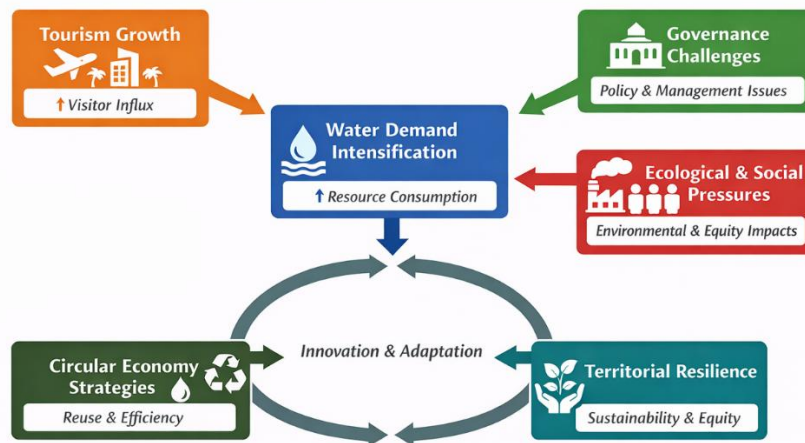 Tourism Growth
↑ Visitor Influx
Governance
Challenges
Policy & Management Issues
Water Demand
Intensification
↑ Resource Consumption
Ecological & Social
Pressures
Environmental & Equity Impacts
Innovation & Adaptation
Circular Economy
Strategies
Reuse & Efficiency
Territorial Resilience
Sustainability & Equity